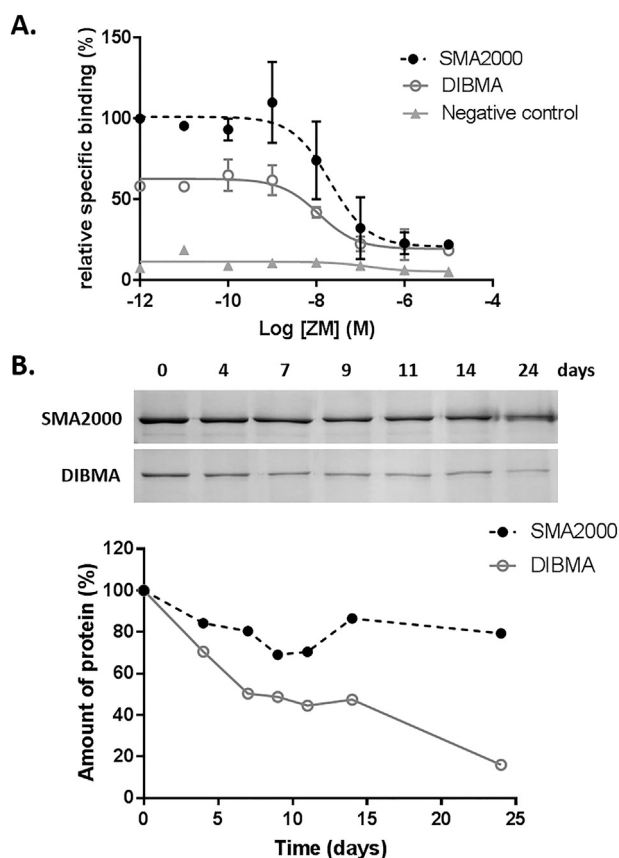 A.
150
100
50
0
relative specific binding (%)
-12
-10
-8
-6
-4
Log [ZM] (M)
SMA2000
DIBMA
Negative control
B.
0 4 7 9 11 14 24 days
SMA2000
DIBMA
SMA2000
DIBMA
120
100
80
60
40
20
0
Amount of protein (%)
0 5 10 15 20 25
Time (days)